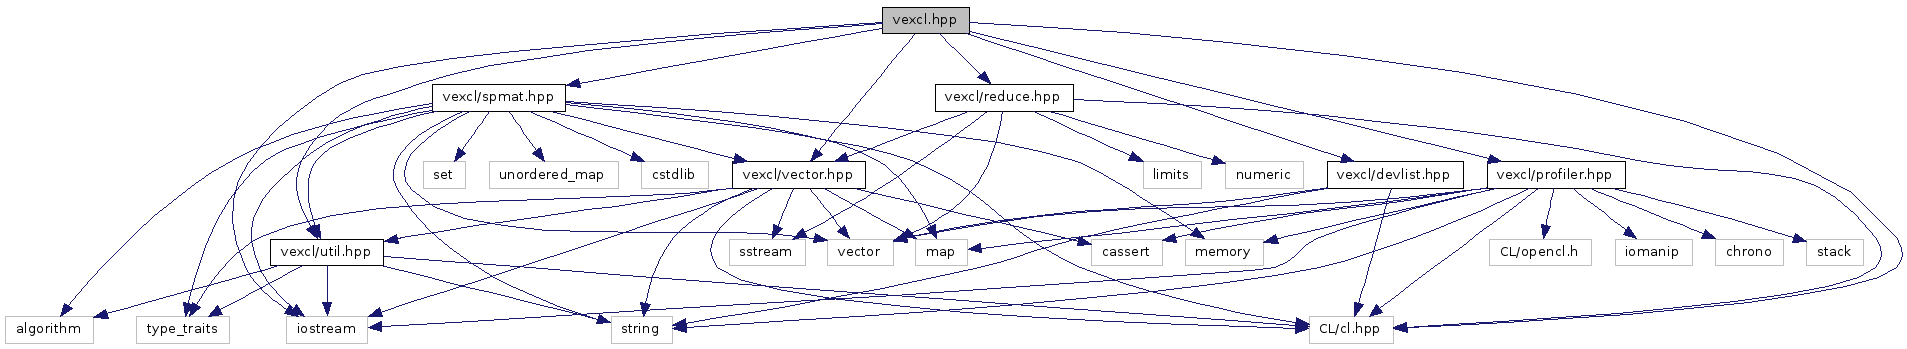 vexcl.hpp
vexcl/spmat.hpp
vexcl/reduce.hpp
set
unordered_map
cstdlib
vexcl/vector.hpp
limits
numeric
vexcl/devlist.hpp
vexcl/profiler.hpp
vexcl/util.hpp
sstream
vector
map
cassert
memory
CL/opencl.h
iomanip
chrono
stack
algorithm
type_traits
iostream
string
CL/cl.hpp